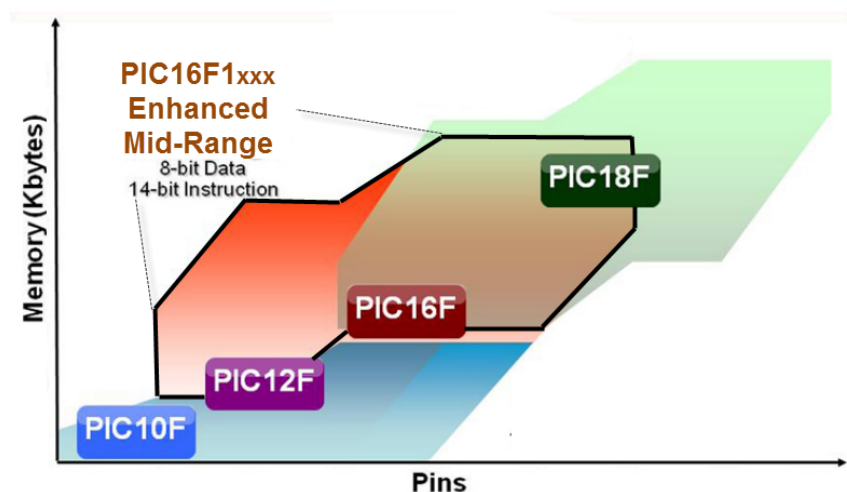 PIC16F1xxx
Enhanced
Mid-Range
8-bit Data
14-bit Instruction
PIC18F
PIC16F
PIC12F
PIC10F
Memory (Kbytes)
Pins